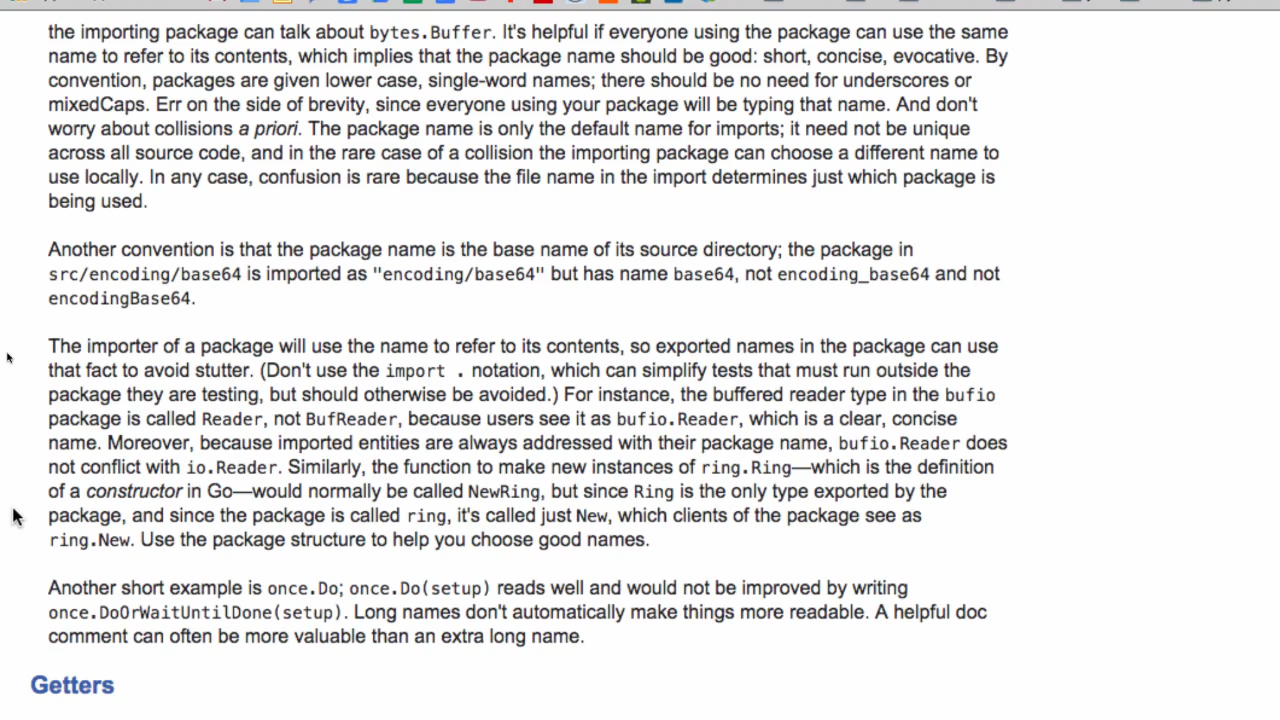 the importing package can talk about bytes.Buffer. It's helpful if everyone using the package can use the same
name to refer to its contents, which implies that the package name should be good: short, concise, evocative. By
convention, packages are given lower case, single-word names; there should be no need for underscores or
mixedCaps. Err on the side of brevity, since everyone using your package will be typing that name. And don't
worry about collisions a priori. The package name is only the default name for imports; it need not be unique
across all source code, and in the rare case of a collision the importing package can choose a different name to
use locally. In any case, confusion is rare because the file name in the import determines just which package is
being used.
Another convention is that the package name is the base name of its source directory; the package in
src/encoding/base64 is imported as "encoding/base64" but has name base64, not encoding_base64 and not
encodingBase64.
The importer of a package will use the name to refer to its contents, so exported names in the package can use
that fact to avoid stutter. (Don't use the import . notation, which can simplify tests that must run outside the
package they are testing, but should otherwise be avoided.) For instance, the buffered reader type in the bufio
package is called Reader, not BufReader, because users see it as bufio.Reader, which is a clear, concise
name. Moreover, because imported entities are always addressed with their package name, bufio.Reader does
not conflict with io.Reader. Similarly, the function to make new instances of ring.Ring—which is the definition
of a constructor in Go—would normally be called NewRing, but since Ring is the only type exported by the
package, and since the package is called ring, it's called just New, which clients of the package see as
ring.New. Use the package structure to help you choose good names.
Another short example is once.Do; once.Do(setup) reads well and would not be improved by writing
once.DoOrWaitUntilDone(setup). Long names don't automatically make things more readable. A helpful doc
comment can often be more valuable than an extra long name.
Getters